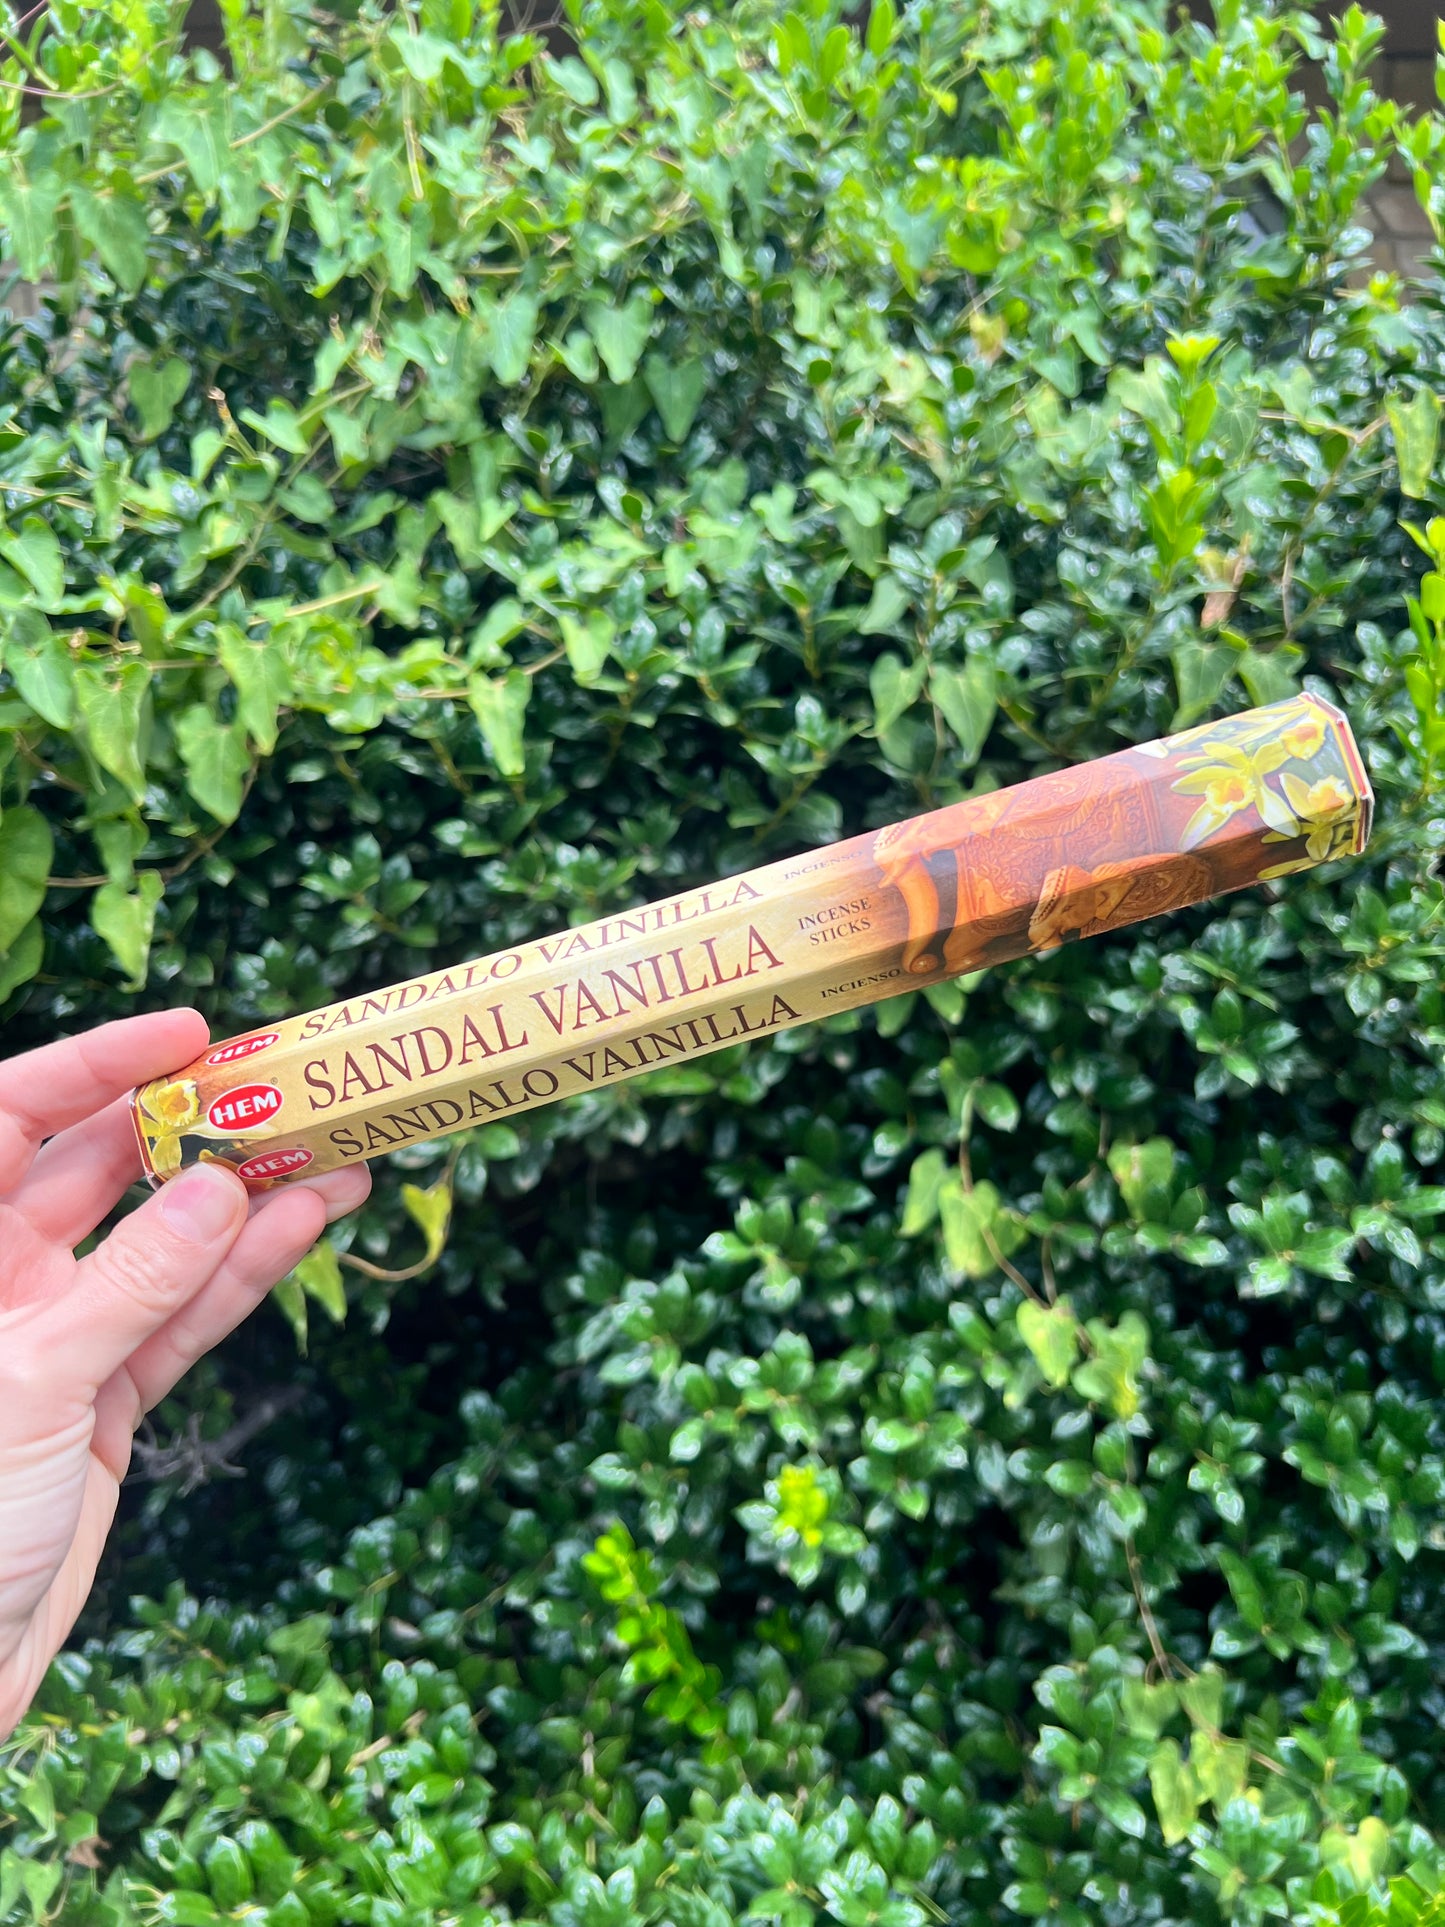 HEM SANDALO VAINILLA INCIENSO
HEM® SANDAL VANILLA INCENSE
STICKS
HEM® SANDALO VAINILLA INCIENSO